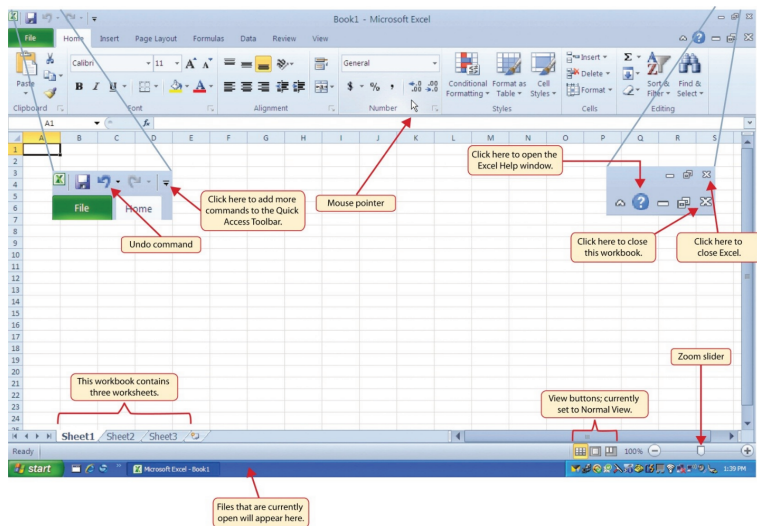 Book1 - Microsoft Excel
File Home Insert Page Layout Formulas Data Review View
Paste
Calibri 11 A A
B I U A
General
$ % , .0 .00 .00 .0
Conditional Formatting
Format as Table
Cell Styles
Insert
Delete
Format
Σ
Sort & Filter
Find & Select
Clipboard Font Alignment Number Styles Cells Editing
A1 fx
A B C D E F G H I J K L M N O P Q R S
1
2
3
4
5
6
7
8
9
10
11
12
13
14
15
16
17
18
19
20
21
22
23
24
25
File Home
Click here to add more
commands to the Quick
Access Toolbar.
Undo command
Mouse pointer
Click here to open the
Excel Help window.
Click here to close
this workbook.
Click here to
close Excel.
Zoom slider
This workbook contains
three worksheets.
View buttons; currently
set to Normal View.
Sheet1 Sheet2 Sheet3
Ready 100%
start Microsoft Excel - Book1 1:39 PM
Files that are currently
open will appear here.